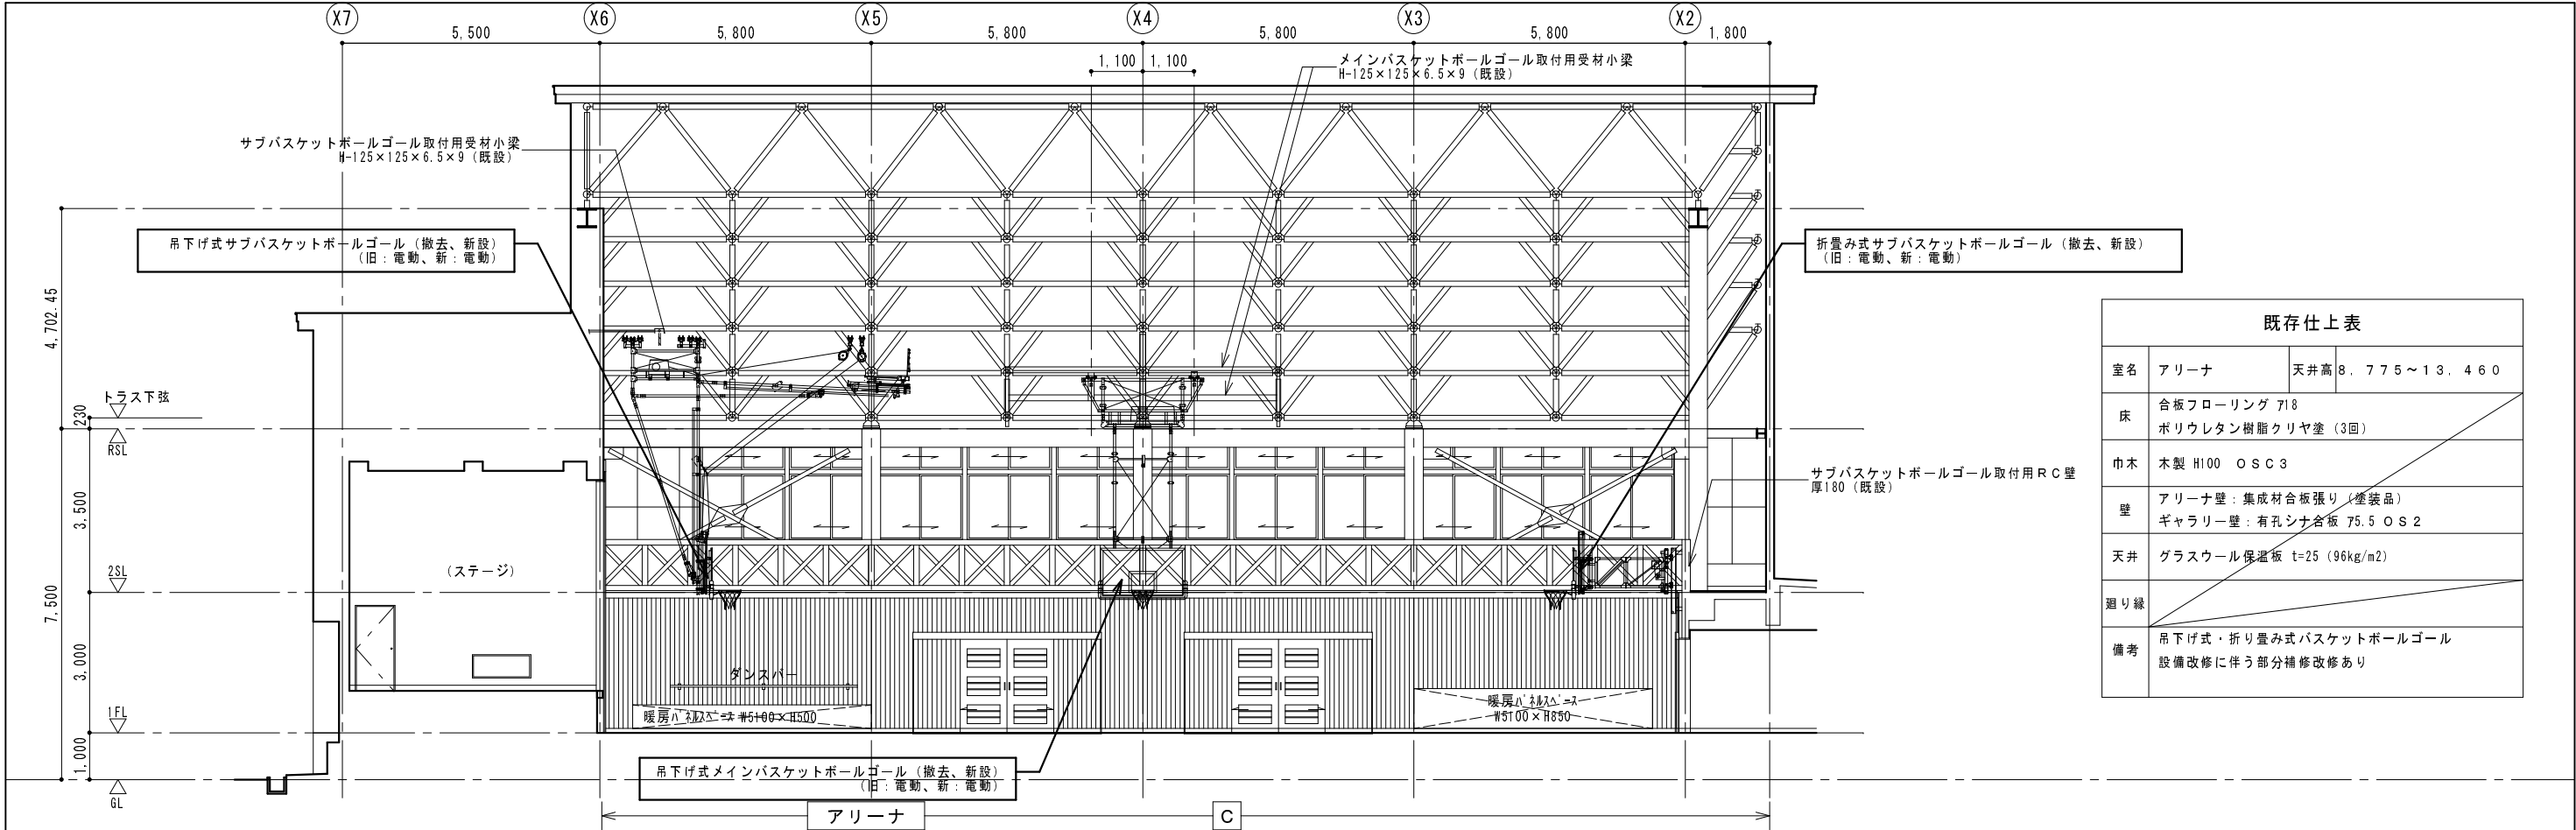 X7
X6
X5
X4
X3
X2
5,500
5,800
5,800
5,800
5,800
1,800
1,100
1,100
メインバスケットボールゴール取付用受材小梁
H-125×125×6.5×9（既設）
サブバスケットボールゴール取付用受材小梁
H-125×125×6.5×9（既設）
吊下げ式サブバスケットボールゴール（撤去、新設）
（旧：電動、新：電動）
折畳み式サブバスケットボールゴール（撤去、新設）
（旧：電動、新：電動）
4,702.45
トラス下弦
230
RSL
3,500
2SL
7,500
3,000
1FL
1,000
GL
（ステージ）
サブバスケットボールゴール取付用ＲＣ壁
厚180（既設）
ダンスバー
暖房パネルスペース W5100×H500
暖房パネルスペース
W5100×H850
吊下げ式メインバスケットボールゴール（撤去、新設）
（旧：電動、新：電動）
アリーナ
C
既存仕上表
室名 アリーナ 天井高 8．775～13．460
床 合板フローリング ｱ18
ポリウレタン樹脂クリヤ塗（3回）
巾木 木製 H100 ＯＳＣ3
壁 アリーナ壁：集成材合板張り（塗装品）
ギャラリー壁：有孔シナ合板 ｱ5.5 ＯＳ2
天井 グラスウール保温板 t=25（96kg/m2）
廻り縁
備考 吊下げ式・折り畳み式バスケットボールゴール
設備改修に伴う部分補修改修あり